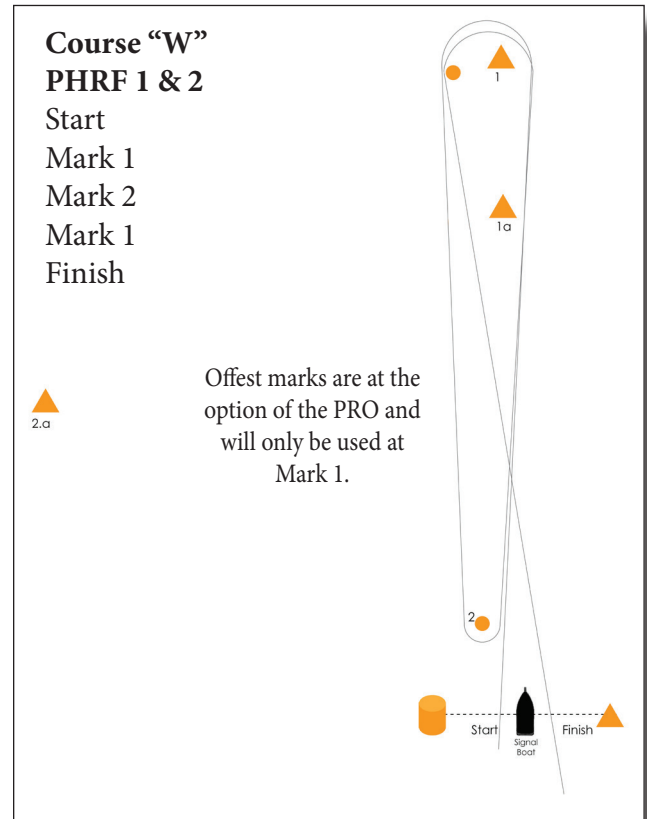 Course “W”
PHRF 1 & 2
Start
Mark 1
Mark 2
Mark 1
Finish
1
1a
Offest marks are at the
option of the PRO and
will only be used at
Mark 1.
2.a
2
Start
Signal
Boat
Finish